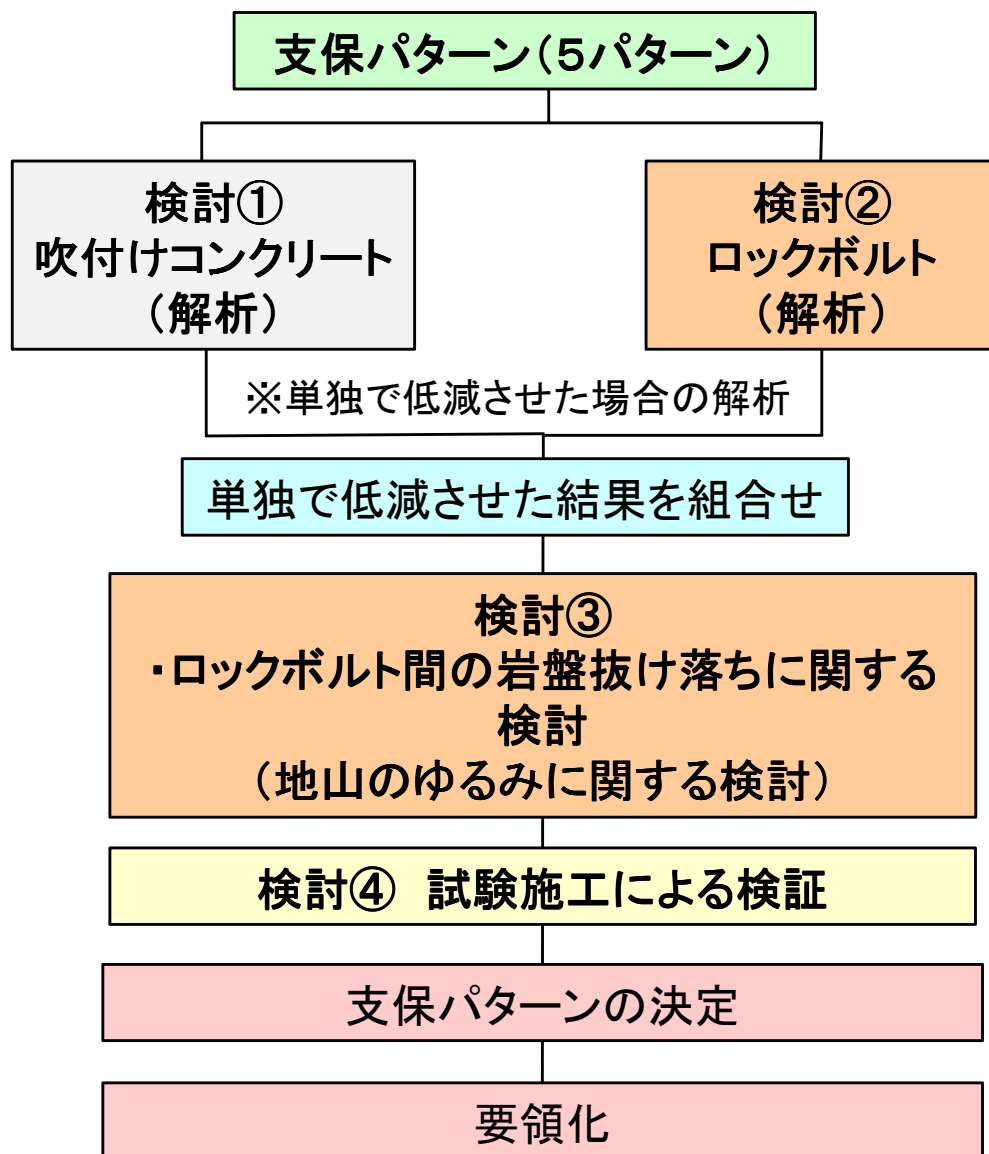 支保パターン(5パターン)
検討①
吹付けコンクリート
(解析)
検討②
ロックボルト
(解析)
※単独で低減させた場合の解析
単独で低減させた結果を組合せ
検討③
・ロックボルト間の岩盤抜け落ちに関する
検討
(地山のゆるみに関する検討)
検討④ 試験施工による検証
支保パターンの決定
要領化